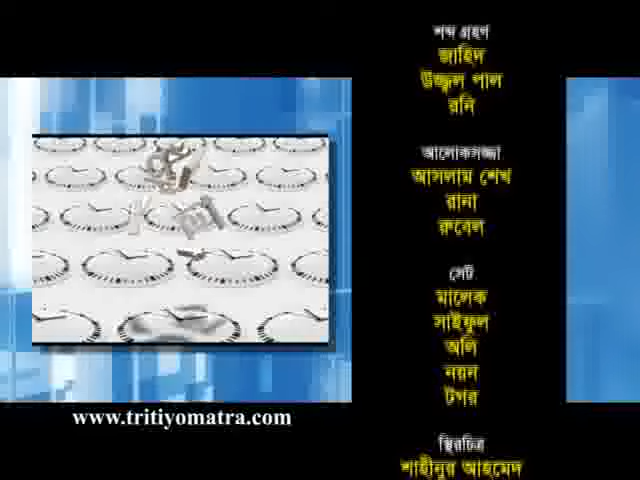 শব্দ গ্রহণ
জাহিদ
উজ্জ্বল পাল
রনি
আলোকসজ্জা
আসলাম শেখ
রানা
রুবেল
সেট
মালেক
সাইফুল
অলি
নয়ন
টগর
স্থিরচিত্র
শাহীনুর আহমেদ
www.tritiyomatra.com